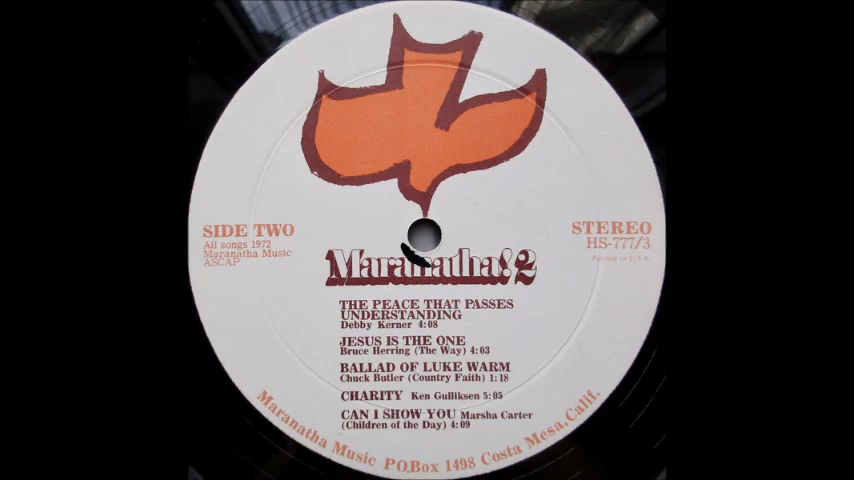 SIDE TWO
All songs 1972
Maranatha Music
ASCAP
STEREO
HS-777/3
Printed in U.S.A.
Maranatha! 2
THE PEACE THAT PASSES
UNDERSTANDING
Debby Kerner 4:08
JESUS IS THE ONE
Bruce Herring (The Way) 4:03
BALLAD OF LUKE WARM
Chuck Butler (Country Faith) 1:18
CHARITY Ken Gulliksen 5:05
CAN I SHOW YOU Marsha Carter
(Children of the Day) 4:09
Maranatha Music PO,Box 1498 Costa Mesa, Calif.